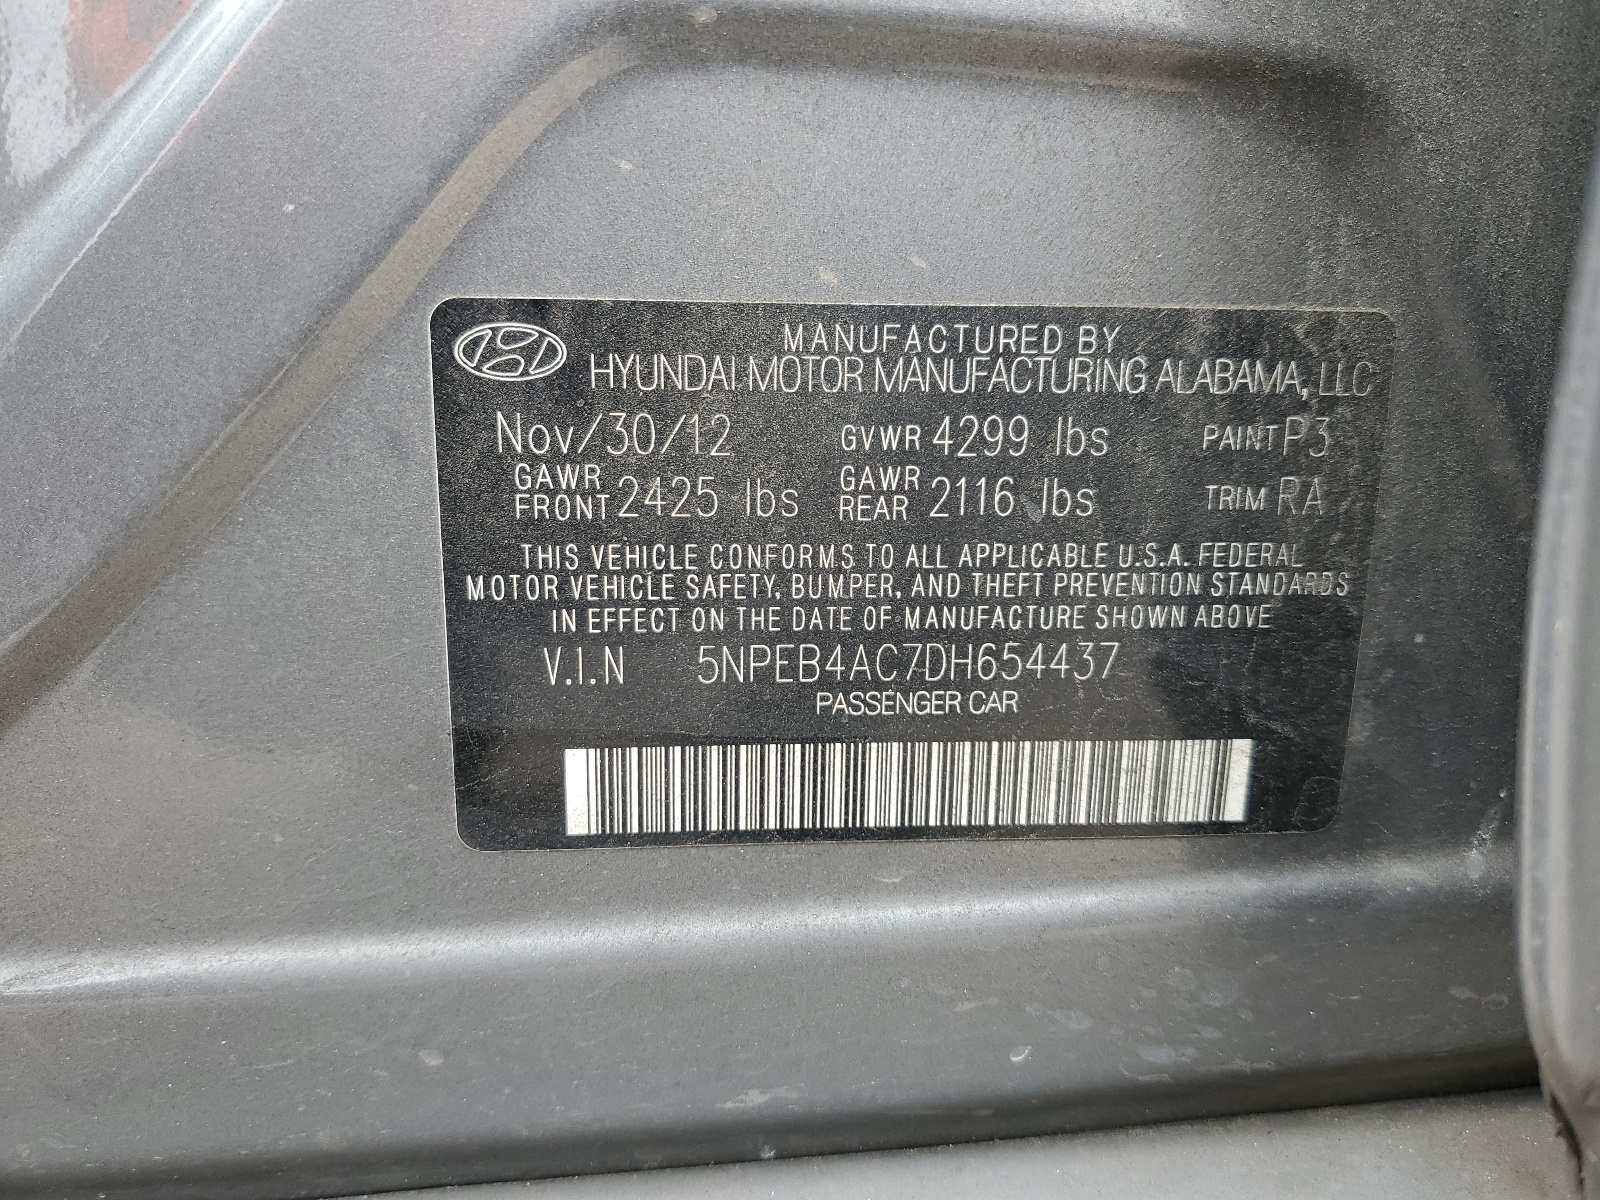 MANUFACTURED BY
HYUNDAI MOTOR MANUFACTURING ALABAMA, LLC
Nov/30/12 GVWR 4299 lbs PAINT P3
GAWR FRONT 2425 lbs GAWR REAR 2116 lbs TRIM RA
THIS VEHICLE CONFORMS TO ALL APPLICABLE U.S.A. FEDERAL
MOTOR VEHICLE SAFETY, BUMPER, AND THEFT PREVENTION STANDARDS
IN EFFECT ON THE DATE OF MANUFACTURE SHOWN ABOVE
V.I.N 5NPEB4AC7DH654437
PASSENGER CAR